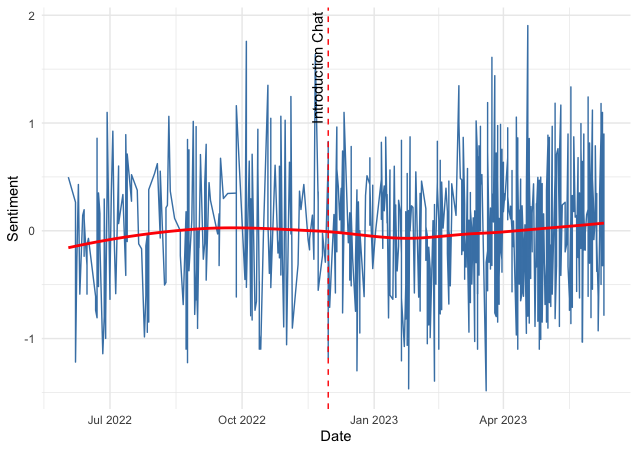 2
1
0
-1
Sentiment
Introduction Chat
Jul 2022
Oct 2022
Jan 2023
Apr 2023
Date